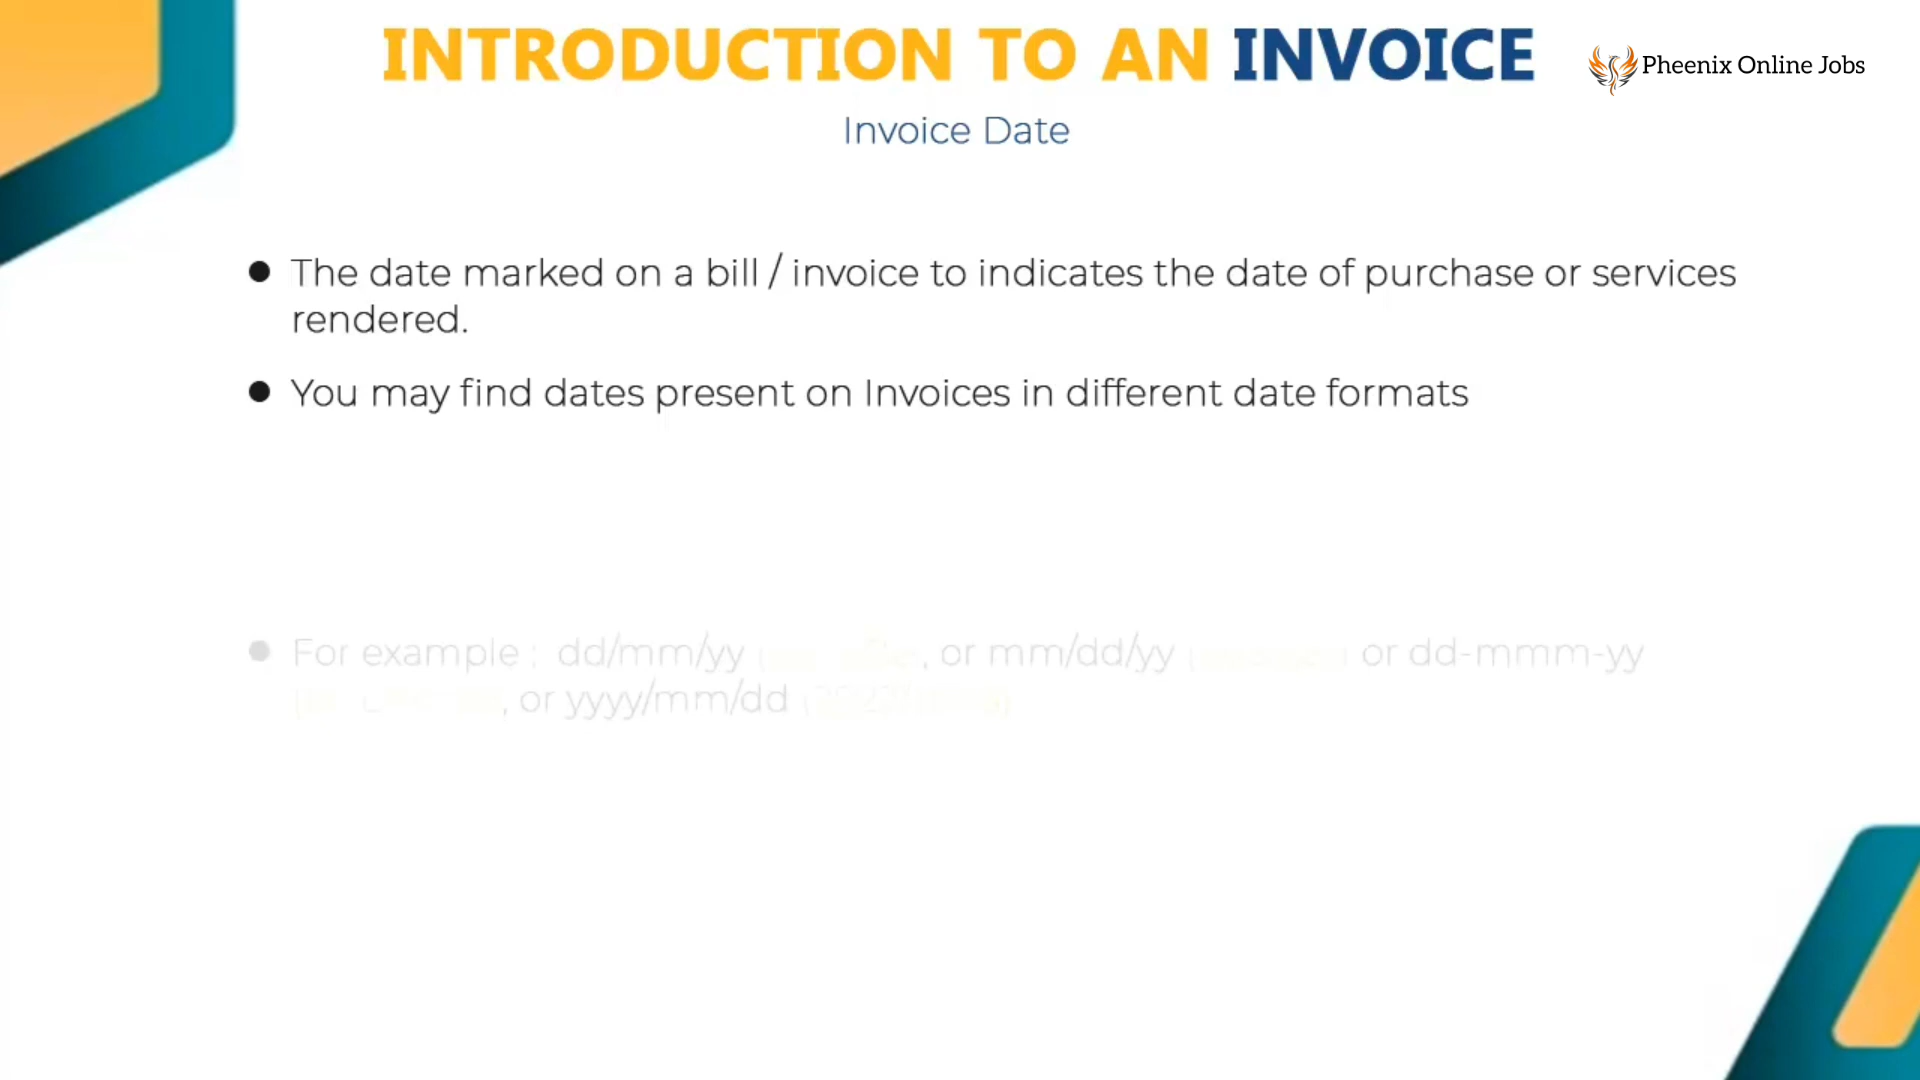 INTRODUCTION TO AN INVOICE
Pheenix Online Jobs
Invoice Date
● The date marked on a bill / invoice to indicates the date of purchase or services
rendered.
● You may find dates present on Invoices in different date formats
● For example : dd/mm/yy , or mm/dd/yy or dd-mmm-yy
, or yyyy/mm/dd